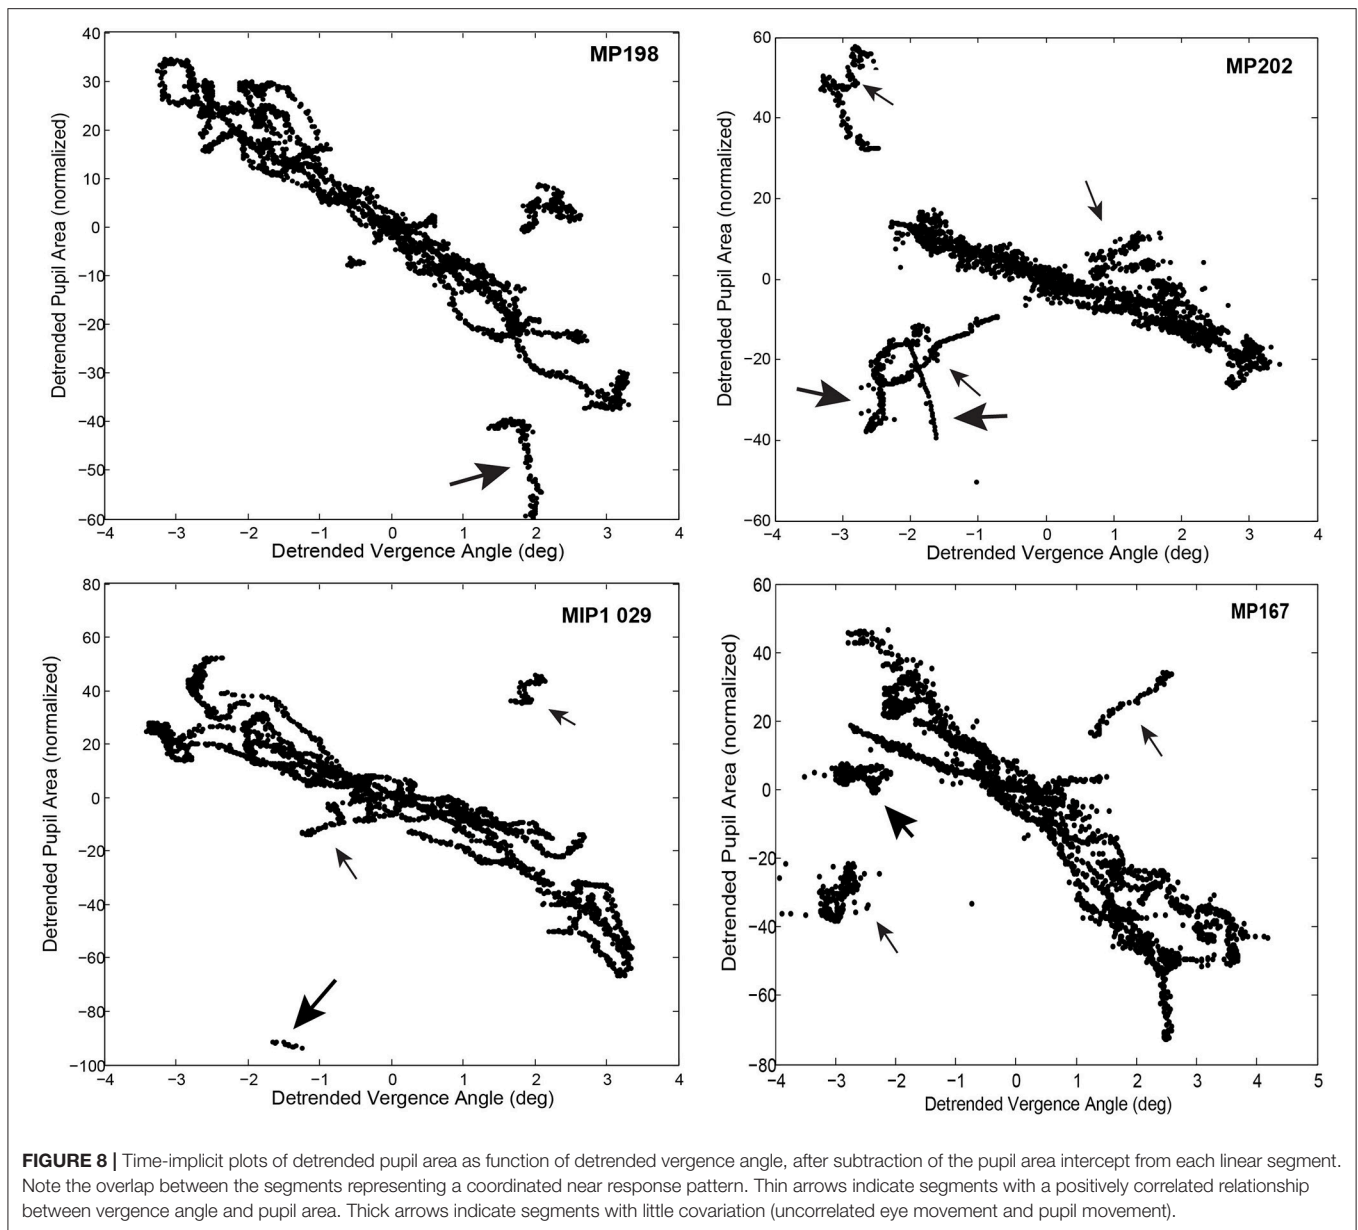 MP198
40
30
20
10
0
−10
−20
−30
−40
−50
−60
Detrended Pupil Area (normalized)
−4 −3 −2 −1 0 1 2 3 4
Detrended Vergence Angle (deg)
MP202
60
40
20
0
−20
−40
−60
Detrended Pupil Area (normalized)
−4 −3 −2 −1 0 1 2 3 4
Detrended Vergence Angle (deg)
MIP1 029
80
60
40
20
0
−20
−40
−60
−80
−100
Detrended Pupil Area (normalized)
−4 −3 −2 −1 0 1 2 3 4
Detrended Vergence Angle (deg)
MP167
60
40
20
0
−20
−40
−60
−80
Detrended Pupil Area (normalized)
−4 −3 −2 −1 0 1 2 3 4 5
Detrended Vergence Angle (deg)
FIGURE 8 | Time-implicit plots of detrended pupil area as function of detrended vergence angle, after subtraction of the pupil area intercept from each linear segment.
Note the overlap between the segments representing a coordinated near response pattern. Thin arrows indicate segments with a positively correlated relationship
between vergence angle and pupil area. Thick arrows indicate segments with little covariation (uncorrelated eye movement and pupil movement).